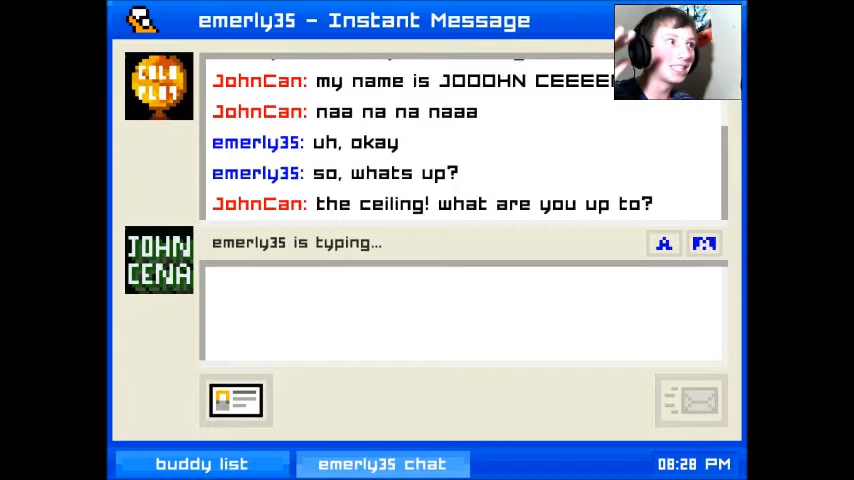 emerly35 - Instant Message
COLD
PLAY
JohnCan: my name is JOOOHN CEEEE
JohnCan: naa na na naaa
emerly35: uh, okay
emerly35: so, whats up?
JohnCan: the ceiling! what are you up to?
JOHN
CENA
emerly35 is typing...
A
buddy list
emerly35 chat
08:28 PM